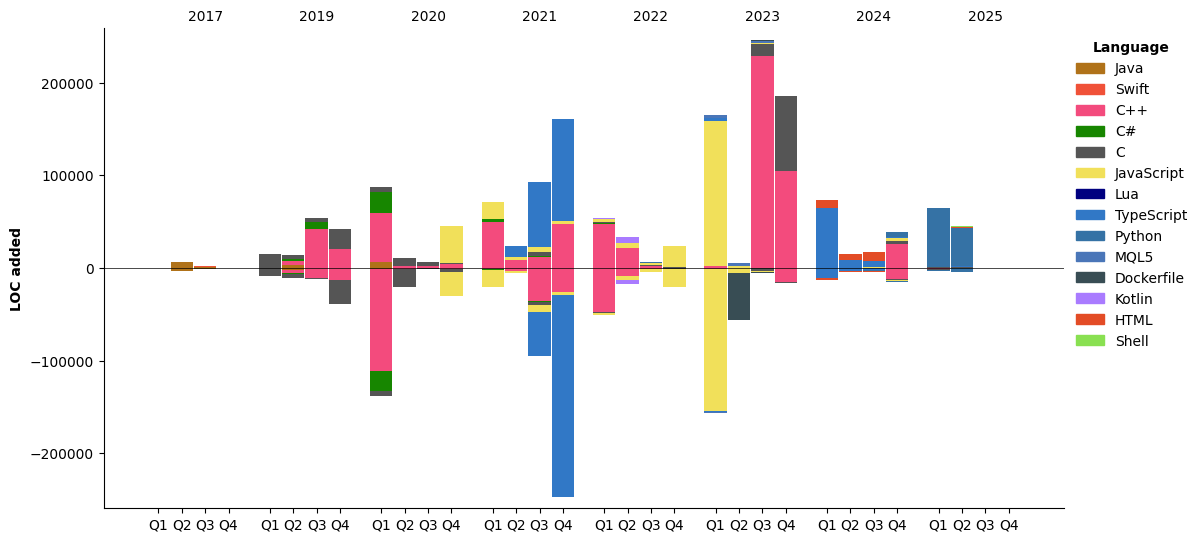 2017 2019 2020 2021 2022 2023 2024 2025
LOC added
200000
100000
0
−100000
−200000
Q1 Q2 Q3 Q4 Q1 Q2 Q3 Q4 Q1 Q2 Q3 Q4 Q1 Q2 Q3 Q4 Q1 Q2 Q3 Q4 Q1 Q2 Q3 Q4 Q1 Q2 Q3 Q4 Q1 Q2 Q3 Q4
Language
Java
Swift
C++
C#
C
JavaScript
Lua
TypeScript
Python
MQL5
Dockerfile
Kotlin
HTML
Shell